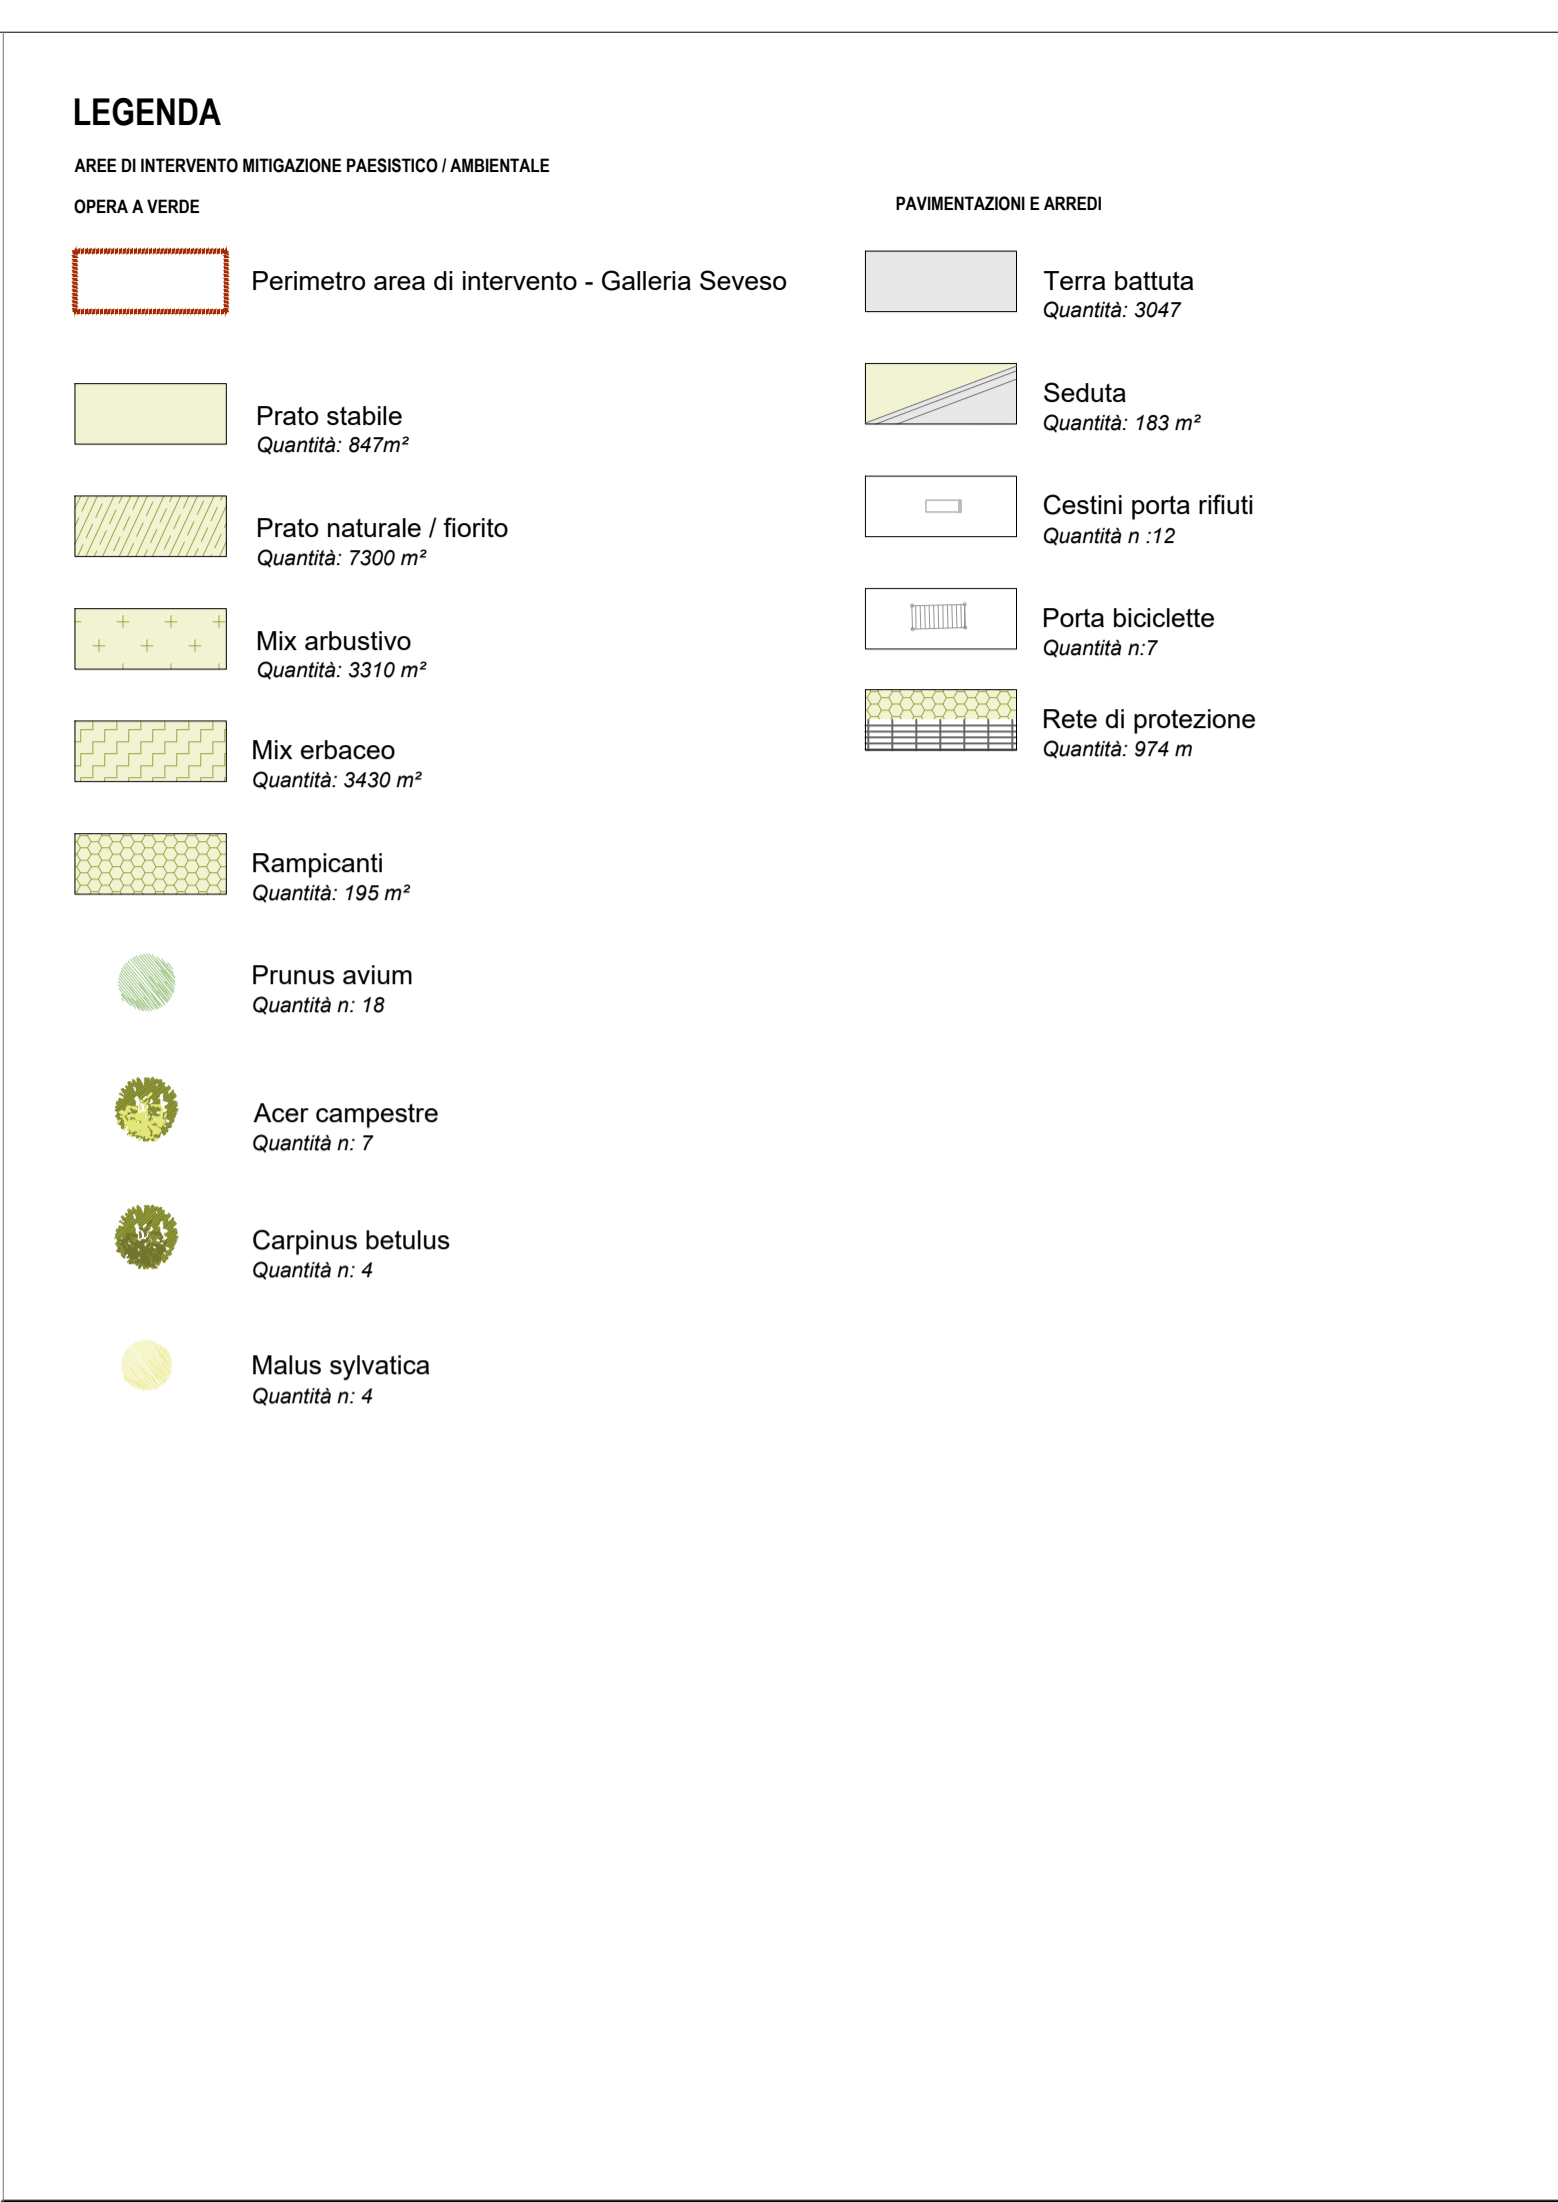 LEGENDA
AREE DI INTERVENTO MITIGAZIONE PAESISTICO / AMBIENTALE
OPERA A VERDE
Perimetro area di intervento - Galleria Seveso
Prato stabile
Quantità: 847m²
Prato naturale / fiorito
Quantità: 7300 m²
Mix arbustivo
Quantità: 3310 m²
Mix erbaceo
Quantità: 3430 m²
Rampicanti
Quantità: 195 m²
Prunus avium
Quantità n: 18
Acer campestre
Quantità n: 7
Carpinus betulus
Quantità n: 4
Malus sylvatica
Quantità n: 4
PAVIMENTAZIONI E ARREDI
Terra battuta
Quantità: 3047
Seduta
Quantità: 183 m²
Cestini porta rifiuti
Quantità n :12
Porta biciclette
Quantità n:7
Rete di protezione
Quantità: 974 m